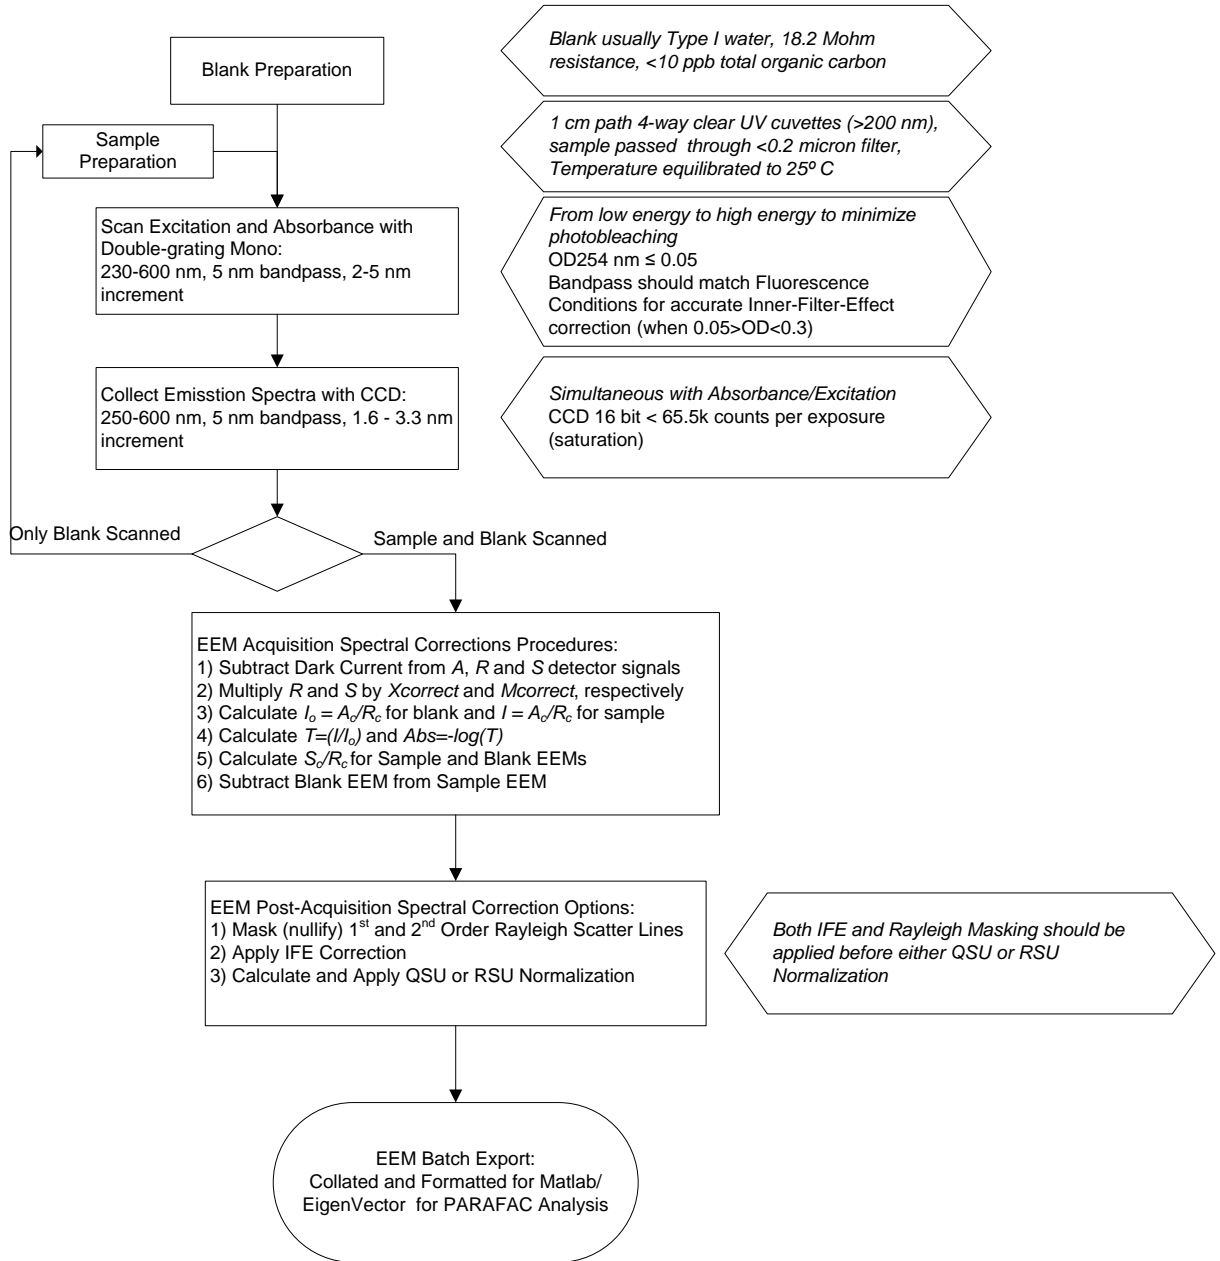 Blank Preparation
Blank usually Type I water, 18.2 Mohm
resistance, <10 ppb total organic carbon
Sample
Preparation
1 cm path 4-way clear UV cuvettes (>200 nm),
sample passed through <0.2 micron filter,
Temperature equilibrated to 25º C
Scan Excitation and Absorbance with
Double-grating Mono:
230-600 nm, 5 nm bandpass, 2-5 nm
increment
From low energy to high energy to minimize
photobleaching
OD254 nm ≤ 0.05
Bandpass should match Fluorescence
Conditions for accurate Inner-Filter-Effect
correction (when 0.05>OD<0.3)
Collect Emisstion Spectra with CCD:
250-600 nm, 5 nm bandpass, 1.6 - 3.3 nm
increment
Simultaneous with Absorbance/Excitation
CCD 16 bit < 65.5k counts per exposure
(saturation)
Only Blank Scanned
Sample and Blank Scanned
EEM Acquisition Spectral Corrections Procedures:
1) Subtract Dark Current from A, R and S detector signals
2) Multiply R and S by Xcorrect and Mcorrect, respectively
3) Calculate Io = Ac/Rc for blank and I = Ac/Rc for sample
4) Calculate T=(I/Io) and Abs=-log(T)
5) Calculate Sc/Rc for Sample and Blank EEMs
6) Subtract Blank EEM from Sample EEM
EEM Post-Acquisition Spectral Correction Options:
1) Mask (nullify) 1st and 2nd Order Rayleigh Scatter Lines
2) Apply IFE Correction
3) Calculate and Apply QSU or RSU Normalization
Both IFE and Rayleigh Masking should be
applied before either QSU or RSU
Normalization
EEM Batch Export:
Collated and Formatted for Matlab/
EigenVector for PARAFAC Analysis